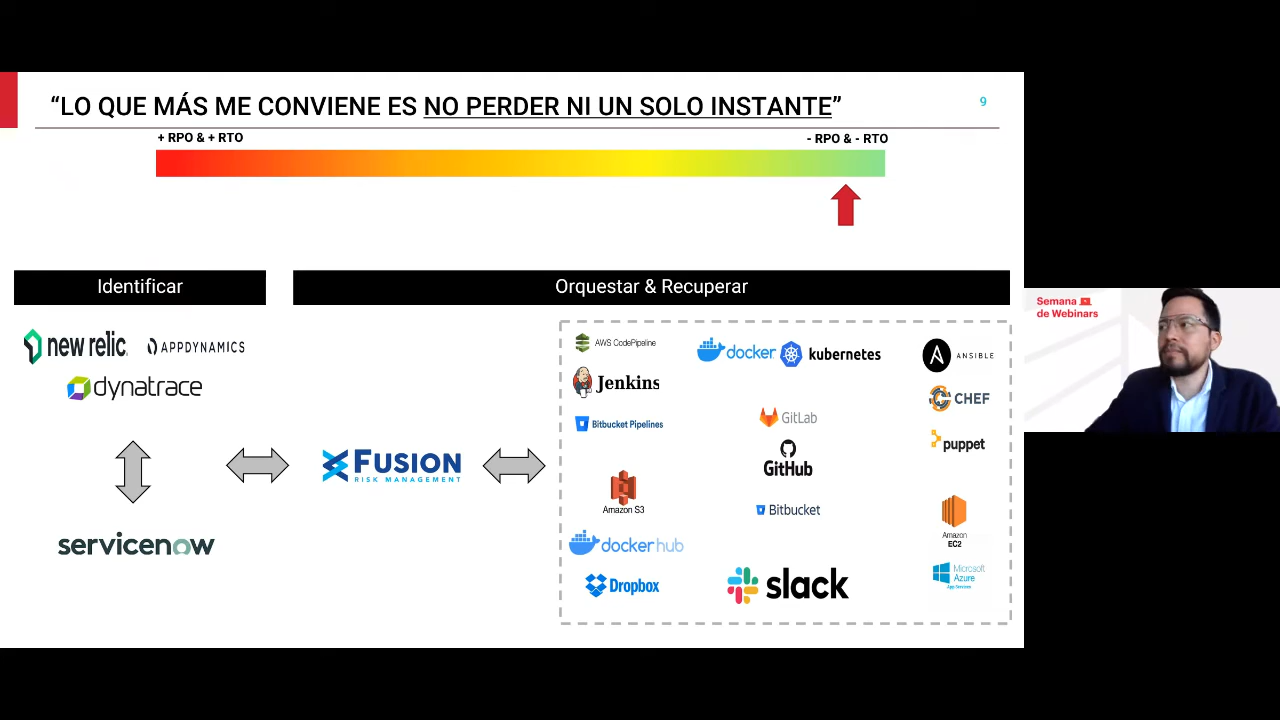 “LO QUE MÁS ME CONVIENE ES NO PERDER NI UN SOLO INSTANTE”
9
+ RPO & + RTO
- RPO & - RTO
Identificar
Orquestar & Recuperar
new relic.
APPDYNAMICS
dynatrace
servicenow
FUSION
RISK MANAGEMENT
AWS CodePipeline
Jenkins
Bitbucket Pipelines
Amazon S3
docker hub
Dropbox
docker
kubernetes
GitLab
GitHub
Bitbucket
slack
A ANSIBLE
CHEF
puppet
Amazon
EC2
Microsoft
Azure
App Services
Semana
de Webinars